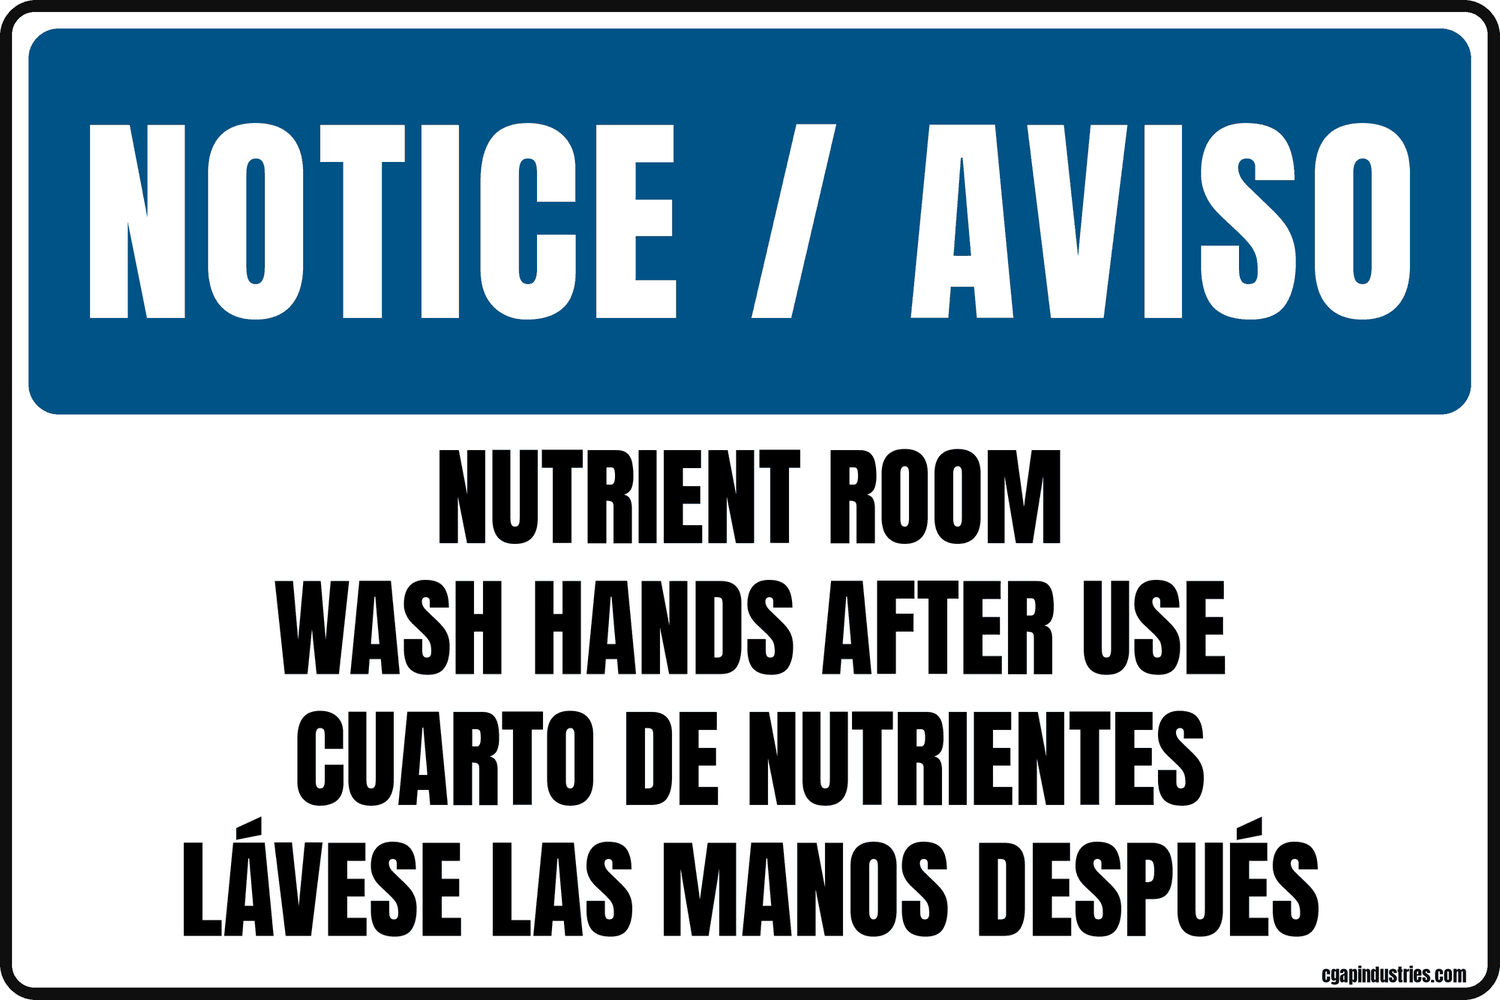 NOTICE / AVISO
NUTRIENT ROOM
WASH HANDS AFTER USE
CUARTO DE NUTRIENTES
LÁVESE LAS MANOS DESPUÉS
cgapindustries.com